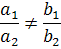 a₁/a₂ ≠ b₁/b₂